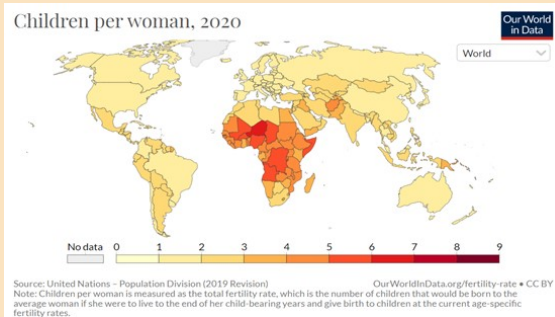 Children per woman, 2020
Our World
in Data
World
No data
0 1 2 3 4 5 6 7 8 9
Source: United Nations – Population Division (2019 Revision)
OurWorldInData.org/fertility-rate • CC BY
Note: Children per woman is measured as the total fertility rate, which is the number of children that would be born to the
average woman if she were to live to the end of her child-bearing years and give birth to children at the current age-specific
fertility rates.